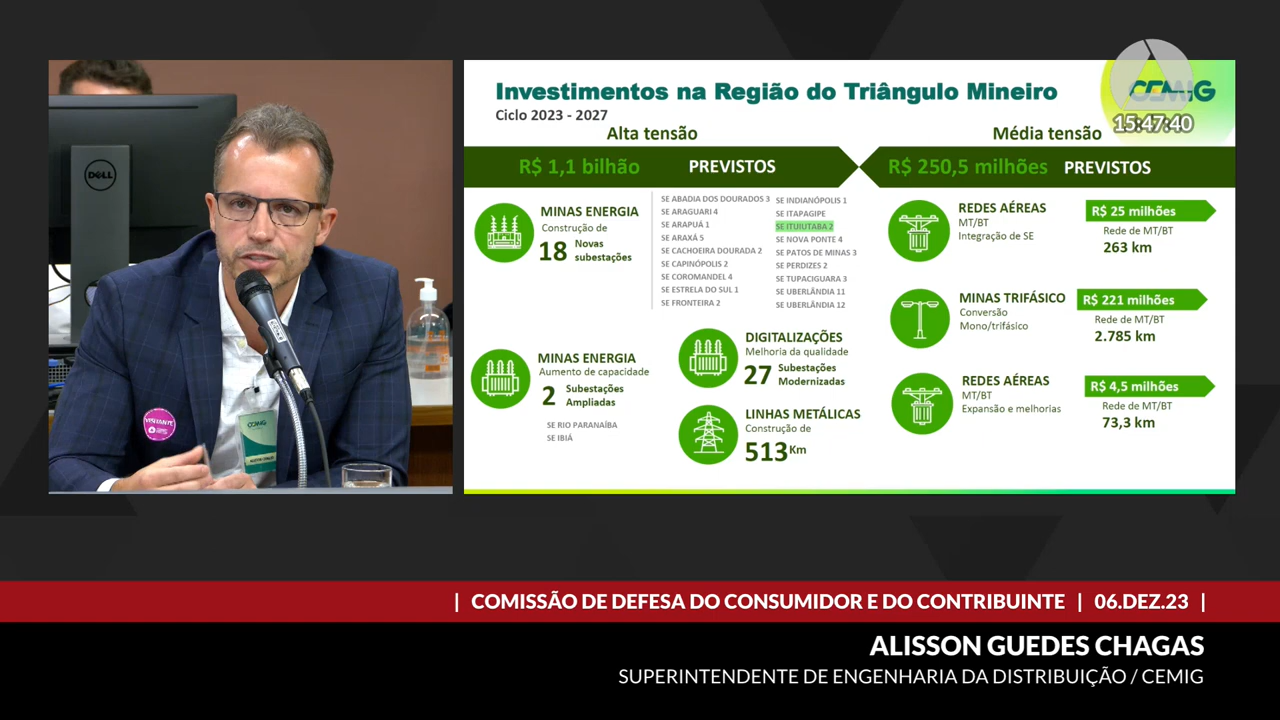 DELL
VISITANTE
CEMIG
Investimentos na Região do Triângulo Mineiro
Ciclo 2023 - 2027
CEMIG
15:47:40
Alta tensão
Média tensão
R$ 1,1 bilhão PREVISTOS
R$ 250,5 milhões PREVISTOS
MINAS ENERGIA
Construção de
18 Novas subestações
SE ABADIA DOS DOURADOS 3
SE ARAGUARI 4
SE ARAPUÁ 1
SE ARAXÁ 5
SE CACHOEIRA DOURADA 2
SE CAPINÓPOLIS 2
SE COROMANDEL 4
SE ESTRELA DO SUL 1
SE FRONTEIRA 2
SE INDIANÓPOLIS 1
SE ITAPAGIPE
SE ITUIUTABA 2
SE NOVA PONTE 4
SE PATOS DE MINAS 3
SE PERDIZES 2
SE TUPACIGUARA 3
SE UBERLÂNDIA 11
SE UBERLÂNDIA 12
MINAS ENERGIA
Aumento de capacidade
2 Subestações Ampliadas
SE RIO PARANAÍBA
SE IBIÁ
DIGITALIZAÇÕES
Melhoria da qualidade
27 Subestações Modernizadas
LINHAS METÁLICAS
Construção de
513 Km
REDES AÉREAS
MT/BT
Integração de SE
R$ 25 milhões
Rede de MT/BT
263 km
MINAS TRIFÁSICO
Conversão
Mono/trifásico
R$ 221 milhões
Rede de MT/BT
2.785 km
REDES AÉREAS
MT/BT
Expansão e melhorias
R$ 4,5 milhões
Rede de MT/BT
73,3 km
| COMISSÃO DE DEFESA DO CONSUMIDOR E DO CONTRIBUINTE | 06.DEZ.23 |
ALISSON GUEDES CHAGAS
SUPERINTENDENTE DE ENGENHARIA DA DISTRIBUIÇÃO / CEMIG